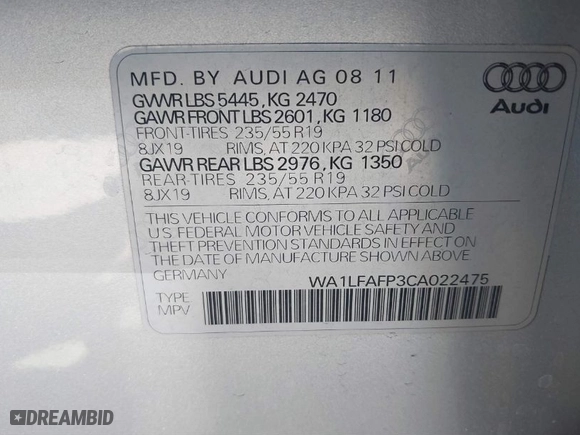 MFD. BY AUDI AG 08 11
GVWR LBS 5445, KG 2470
GAWR FRONT LBS 2601, KG 1180
FRONT-TIRES 235/55 R19
8JX19 RIMS, AT 220 KPA 32 PSI COLD
GAWR REAR LBS 2976, KG 1350
REAR-TIRES 235/55 R19
8JX19 RIMS, AT 220 KPA 32 PSI COLD
THIS VEHICLE CONFORMS TO ALL APPLICABLE
U.S. FEDERAL MOTOR VEHICLE SAFETY AND
THEFT PREVENTION STANDARDS IN EFFECT ON
THE DATE OF MANUFACTURE SHOWN ABOVE
GERMANY WA1LFAFP3CA022475
TYPE
MPV
Audi
AUDI
DREAMBID